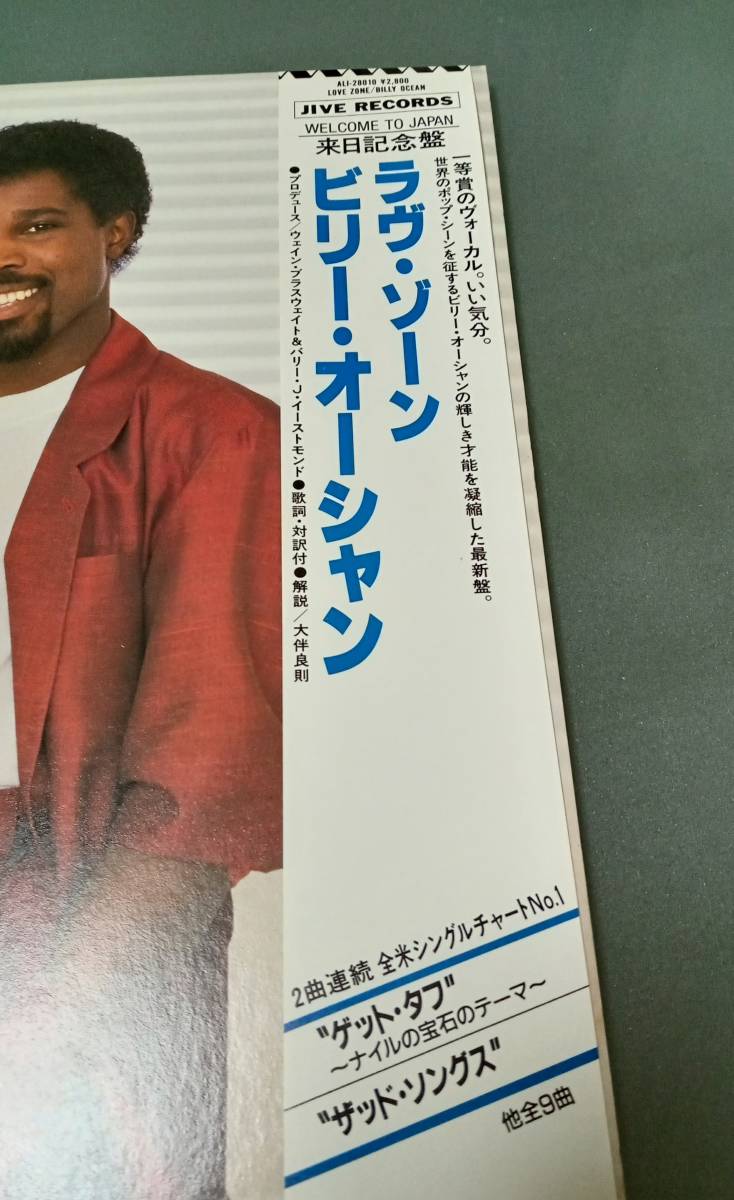 ALI-28010 ¥2,800
LOVE ZONE/BILLY OCEAN
JIVE RECORDS
WELCOME TO JAPAN
来日記念盤
一等賞のヴォーカル。いい気分。
世界のポップ・シーンを征するビリー・オーシャンの輝しき才能を凝縮した最新盤。
ラヴ・ゾーン
ビリー・オーシャン
●プロデュース/ウェイン・ブラスウェイト&バリー・J・イーストモンド●歌詞・対訳付●解説/大伴良則
2曲連続 全米シングルチャートNo.1
"ゲット・タフ"
〜ナイルの宝石のテーマ〜
"ザッド・ソングス"
他全9曲